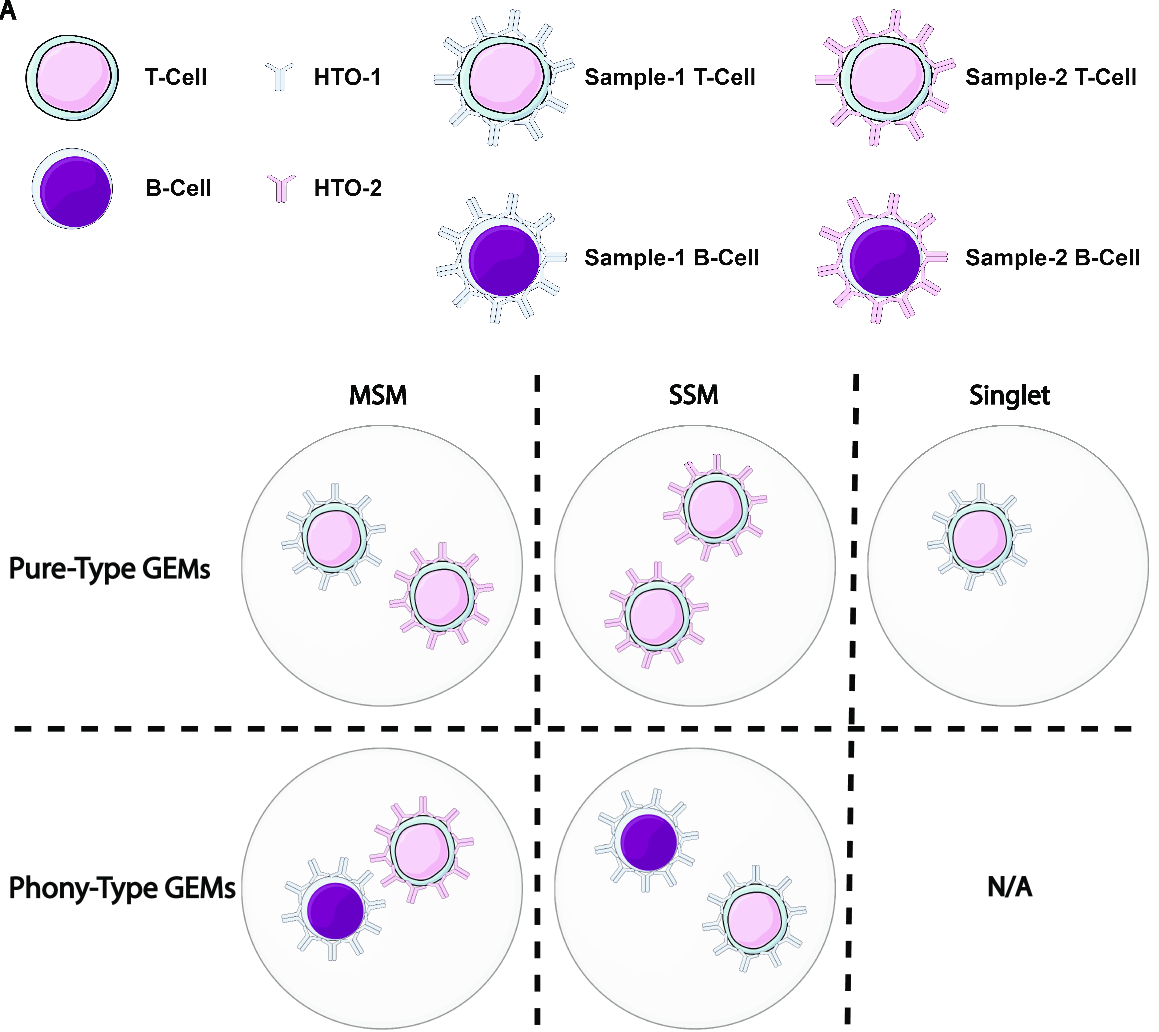 A
T-Cell
HTO-1
Sample-1 T-Cell
Sample-2 T-Cell
B-Cell
HTO-2
Sample-1 B-Cell
Sample-2 B-Cell
MSM
SSM
Singlet
Pure-Type GEMs
Phony-Type GEMs
N/A